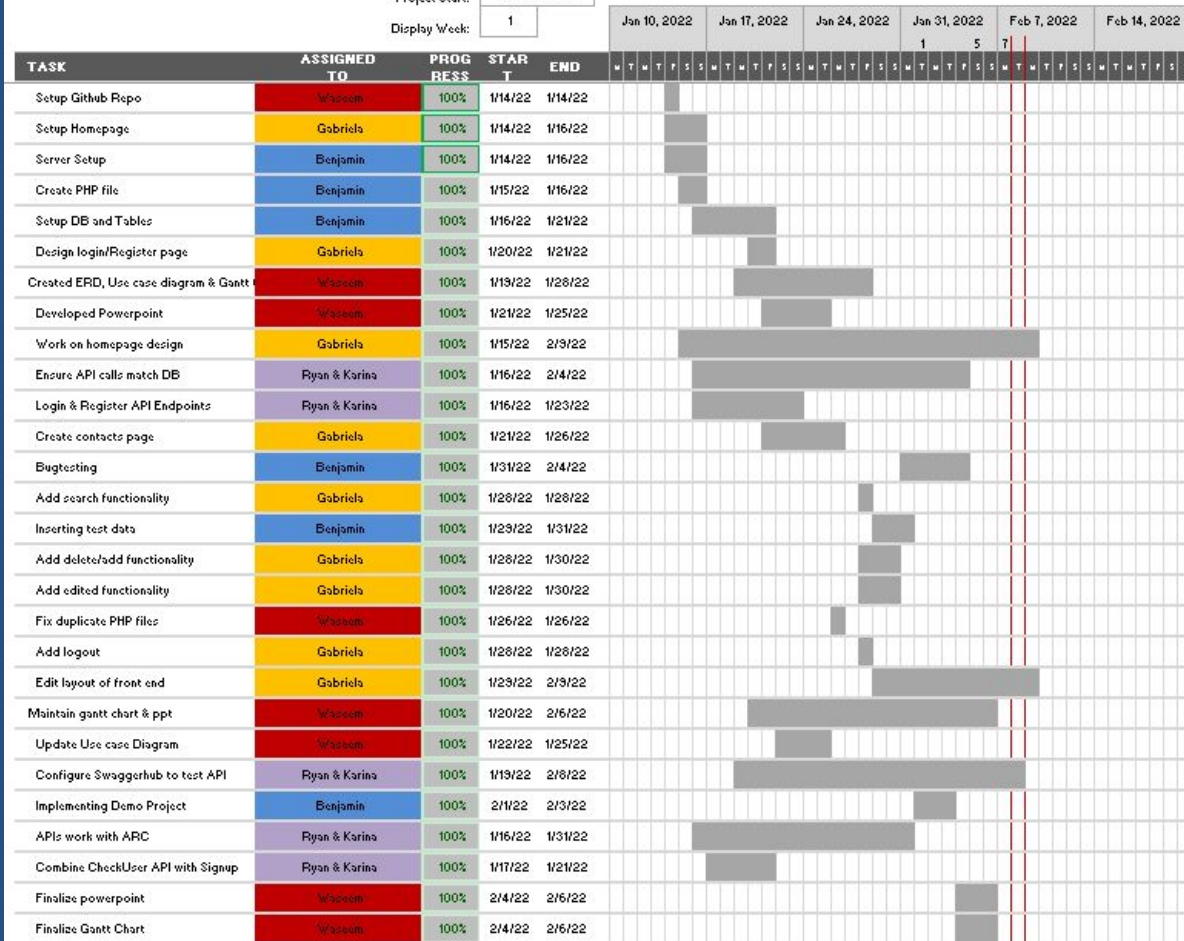 Project Start:
Display Week: 1
Jan 10, 2022 Jan 17, 2022 Jan 24, 2022 Jan 31, 2022 Feb 7, 2022 Feb 14, 2022
1 5 7
TASK ASSIGNED TO PROGRESS START END M T W T F S S M T W T F S S M T W T F S S M T W T F S S M T W T F S S M T W T F S
Setup Github Repo Waseem 100% 1/14/22 1/14/22
Setup Homepage Gabriela 100% 1/14/22 1/16/22
Server Setup Benjamin 100% 1/14/22 1/16/22
Create PHP file Benjamin 100% 1/15/22 1/16/22
Setup DB and Tables Benjamin 100% 1/16/22 1/21/22
Design login/Register page Gabriela 100% 1/20/22 1/21/22
Created ERD, Use case diagram & Gantt Waseem 100% 1/19/22 1/28/22
Developed Powerpoint Waseem 100% 1/21/22 1/25/22
Work on homepage design Gabriela 100% 1/15/22 2/9/22
Ensure API calls match DB Ryan & Karina 100% 1/16/22 2/4/22
Login & Register API Endpoints Ryan & Karina 100% 1/16/22 1/23/22
Create contacts page Gabriela 100% 1/21/22 1/26/22
Bugtesting Benjamin 100% 1/31/22 2/4/22
Add search functionality Gabriela 100% 1/28/22 1/28/22
Inserting test data Benjamin 100% 1/29/22 1/31/22
Add delete/add functionality Gabriela 100% 1/28/22 1/30/22
Add edited functionality Gabriela 100% 1/28/22 1/30/22
Fix duplicate PHP files Waseem 100% 1/26/22 1/26/22
Add logout Gabriela 100% 1/28/22 1/28/22
Edit layout of front end Gabriela 100% 1/29/22 2/9/22
Maintain gantt chart & ppt Waseem 100% 1/20/22 2/6/22
Update Use case Diagram Waseem 100% 1/22/22 1/25/22
Configure Swaggerhub to test API Ryan & Karina 100% 1/19/22 2/8/22
Implementing Demo Project Benjamin 100% 2/1/22 2/3/22
APIs work with ARC Ryan & Karina 100% 1/16/22 1/31/22
Combine CheckUser API with Signup Ryan & Karina 100% 1/17/22 1/21/22
Finalize powerpoint Waseem 100% 2/4/22 2/6/22
Finalize Gantt Chart Waseem 100% 2/4/22 2/6/22